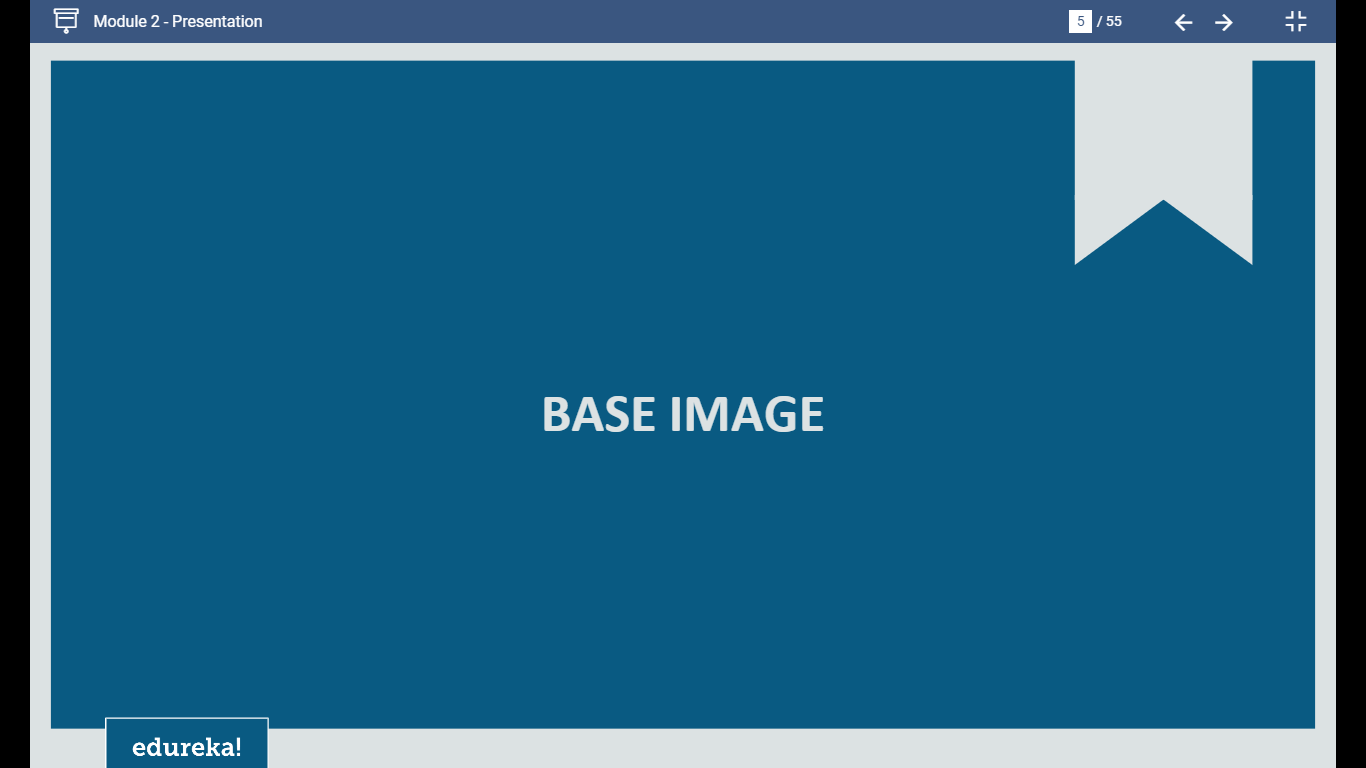 Module 2 - Presentation
5 / 55
BASE IMAGE
edureka!